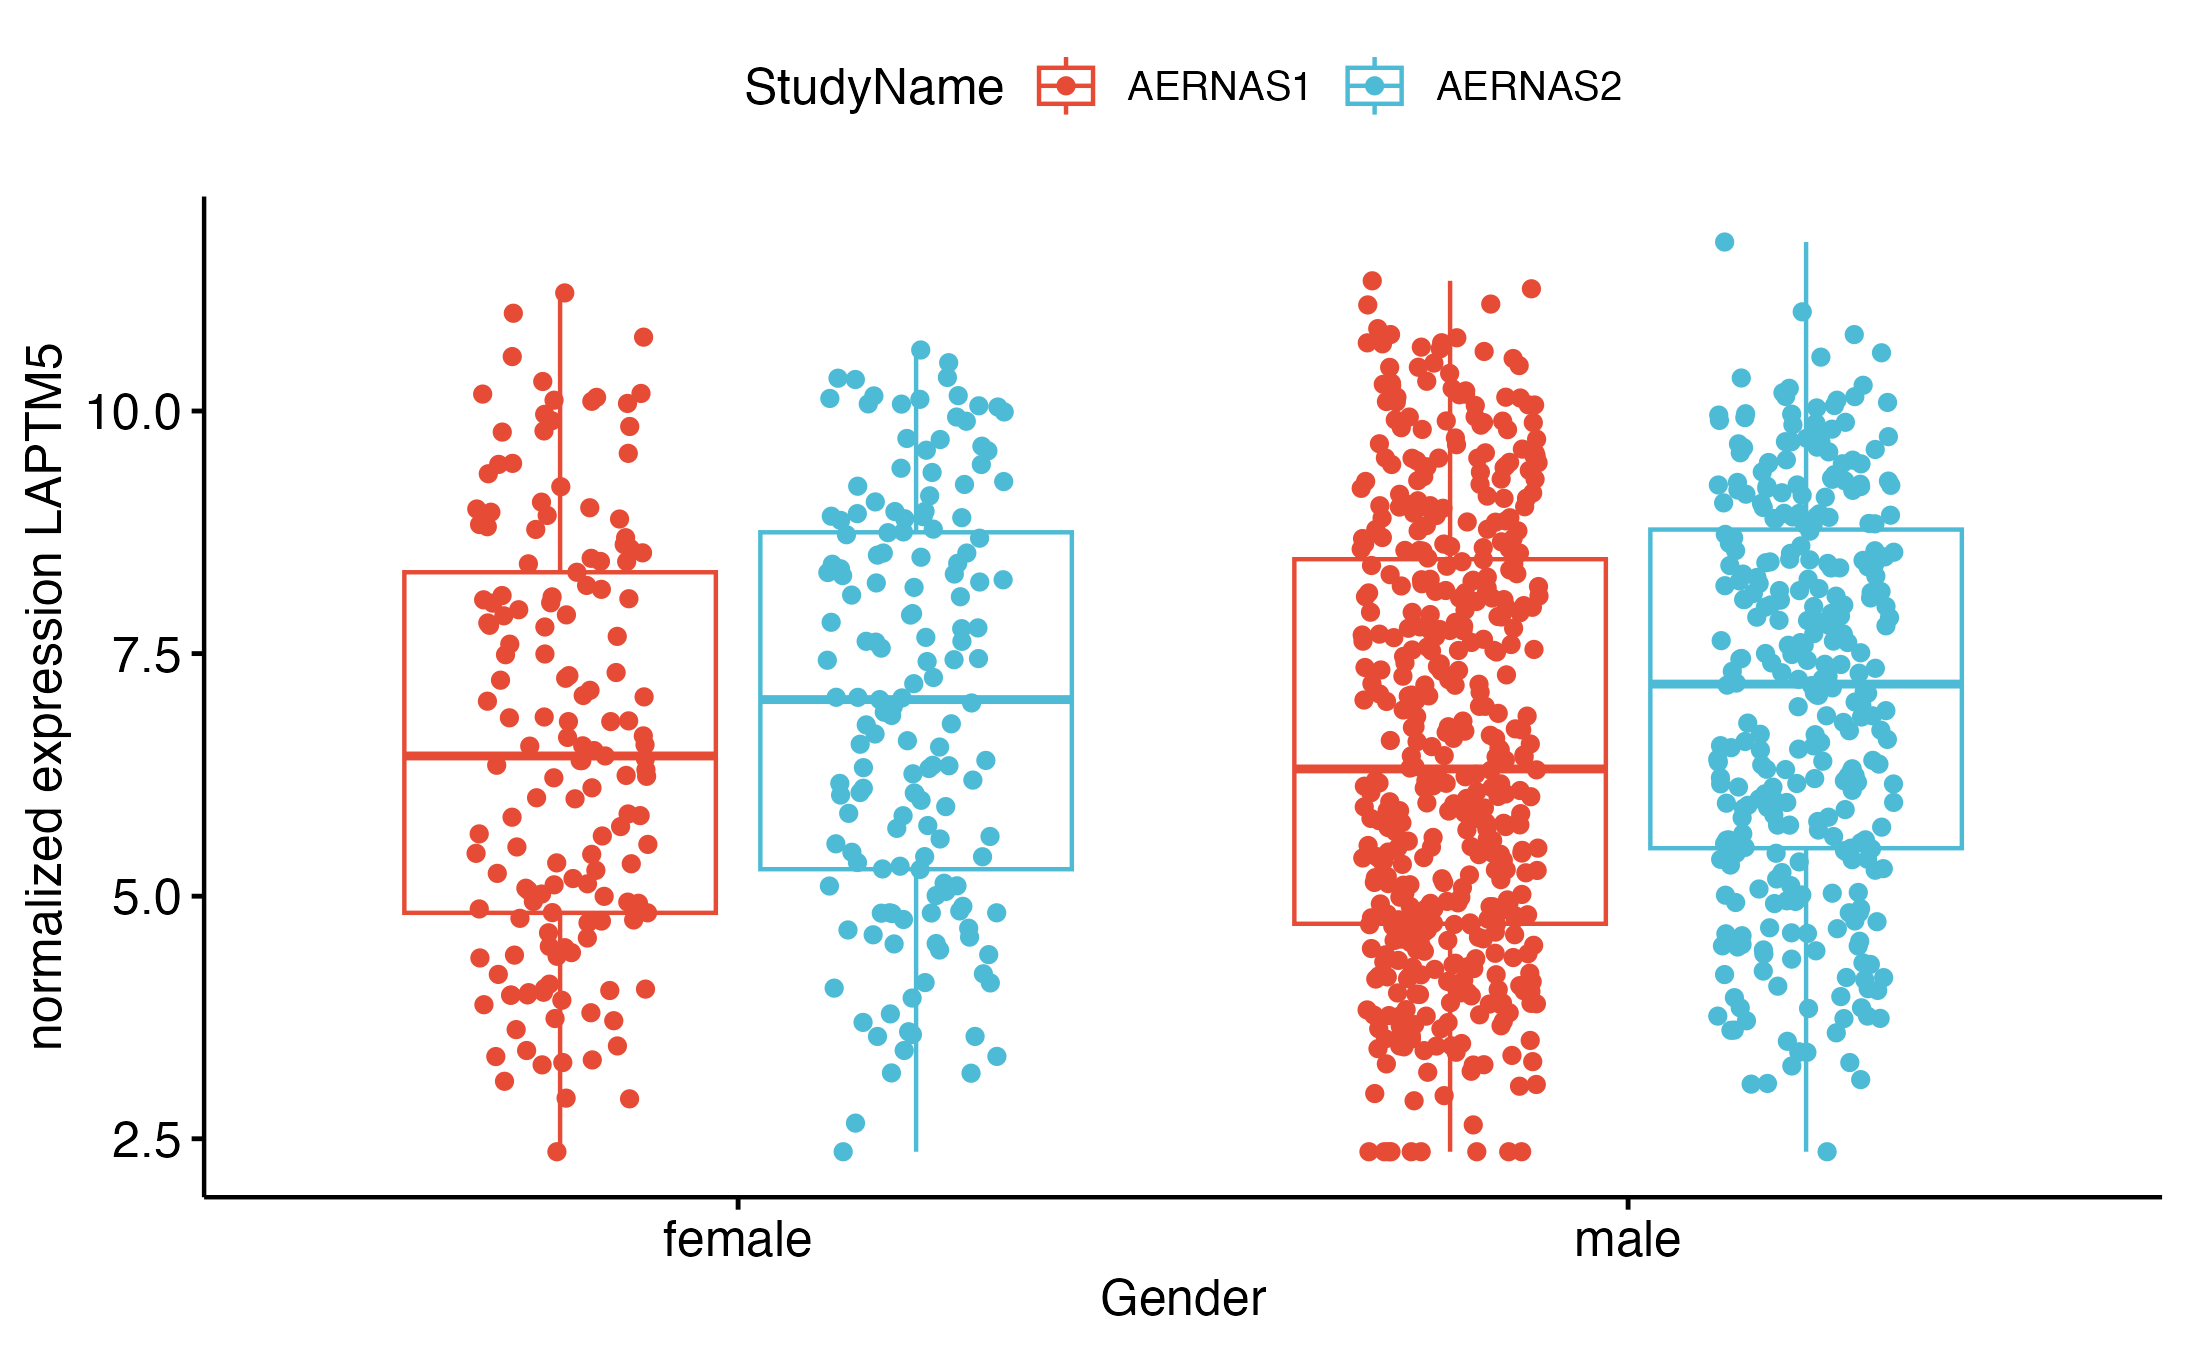 StudyName AERNAS1 AERNAS2
normalized expression LAPTM5
10.0
7.5
5.0
2.5
female male
Gender